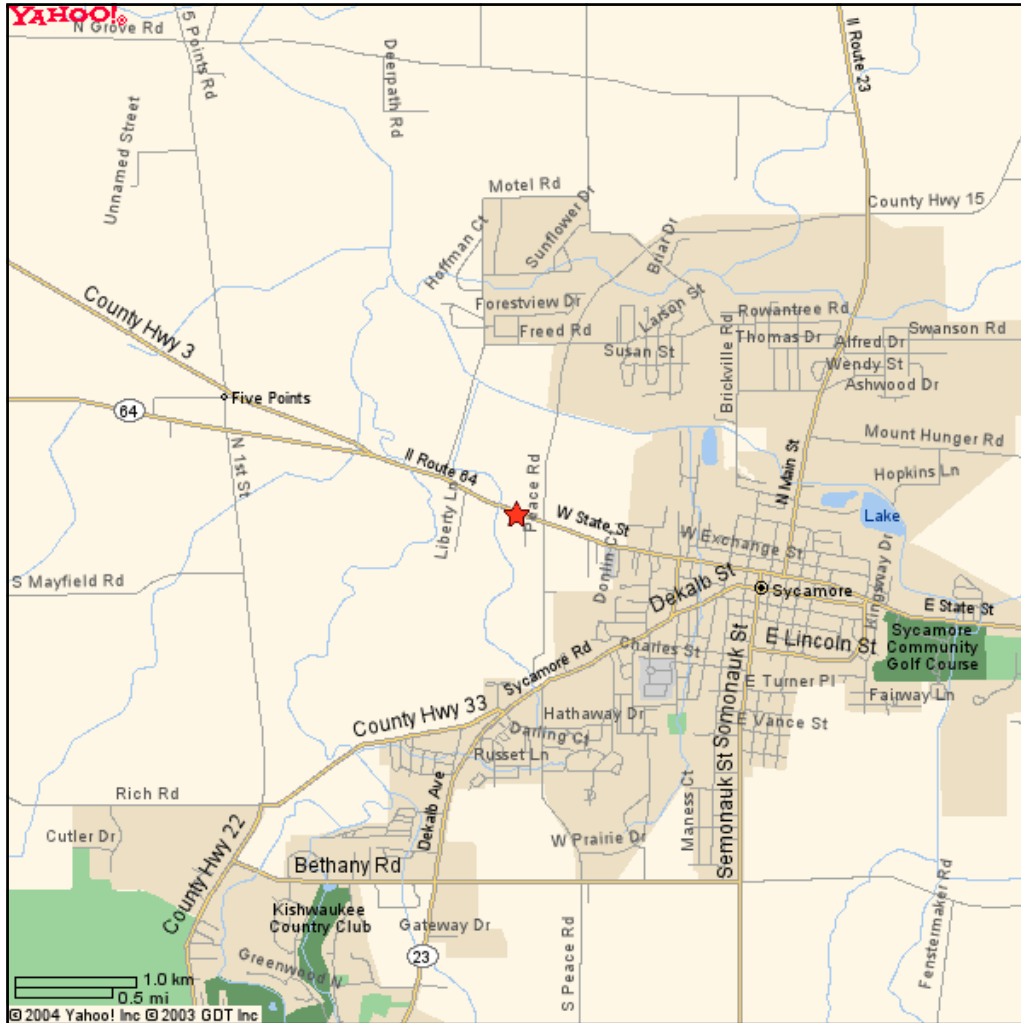 YAHOO!®
N Grove Rd
5 Points Rd
Deerpath Rd
Il Route 23
Unnamed Street
Motel Rd
County Hwy 15
Hoffman Ct
Sunflower Dr
Briar Dr
County Hwy 3
Forestview Dr
Larson St
Freed Rd
Rowantree Rd
Swanson Rd
Thomas Dr
Alfred Dr
Susan St
Brickville Rd
Wendy St
Ashwood Dr
Five Points
64
N 1st St
Il Route 64
Mount Hunger Rd
N Main St
Hopkins Ln
Peace Rd
Liberty Ln
W State St
Lake
W Exchange St
Donlin Ct
Kingsway Dr
S Mayfield Rd
Dekalb St
Sycamore
E State St
E Lincoln St
Sycamore
Community
Golf Course
Charles St
Sycamore Rd
E Turner Pl
Fairway Ln
County Hwy 33
Hathaway Dr
Darling Ct
E Vance St
Somonauk St
Russet Ln
Semonauk St
Maness Ct
Rich Rd
Dekalb Ave
Cutler Dr
W Prairie Dr
County Hwy 22
Bethany Rd
Kishwaukee
Country Club
Gateway Dr
Fenstermaker Rd
S Peace Rd
Greenwood N
23
1.0 km
0.5 mi
© 2004 Yahoo! Inc © 2003 GDT Inc